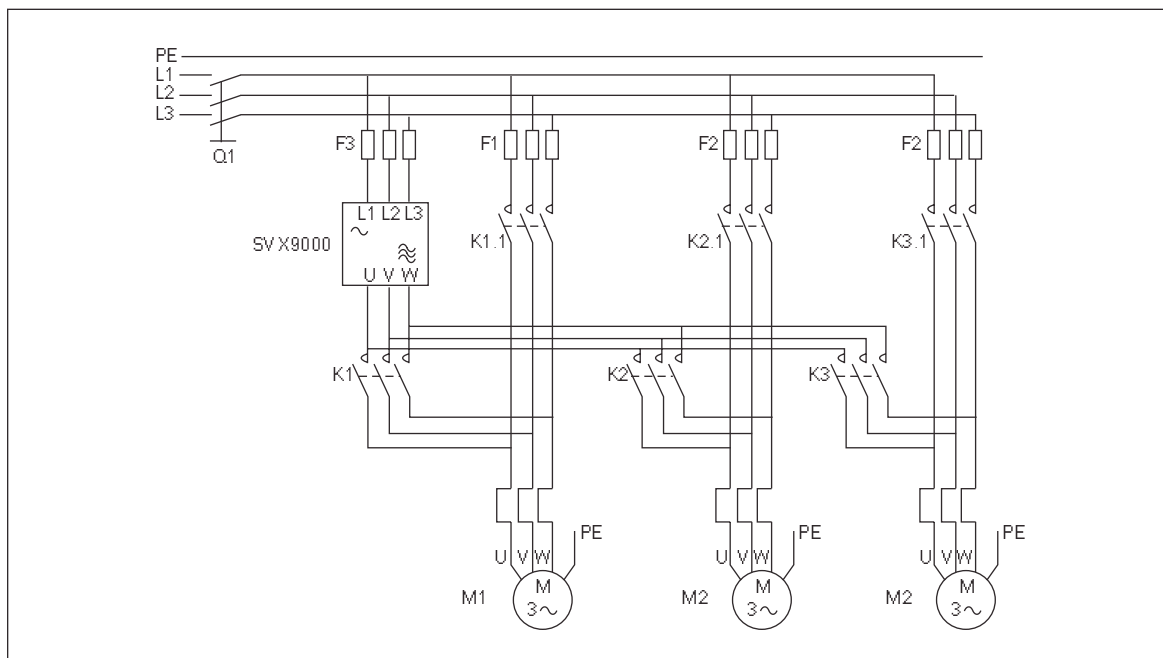 PE
L1
L2
L3
Q1
F3
F1
F2
F2
L1 L2 L3
SV X9000
U V W
K1.1
K2.1
K3.1
K1
K2
K3
PE
PE
PE
U V W
U V W
U V W
M1
M
3~
M2
M
3~
M2
M
3~